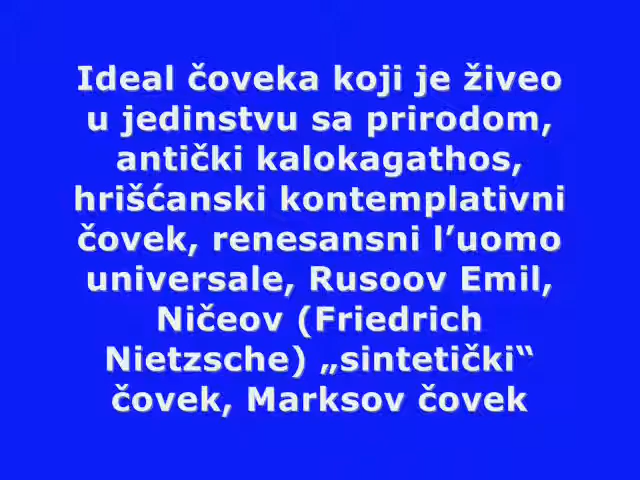 Ideal čoveka koji je živeo
u jedinstvu sa prirodom,
antički kalokagathos,
hrišćanski kontemplativni
čovek, renesansni l’uomo
universale, Rusoov Emil,
Ničeov (Friedrich
Nietzsche) „sintetički“
čovek, Marksov čovek